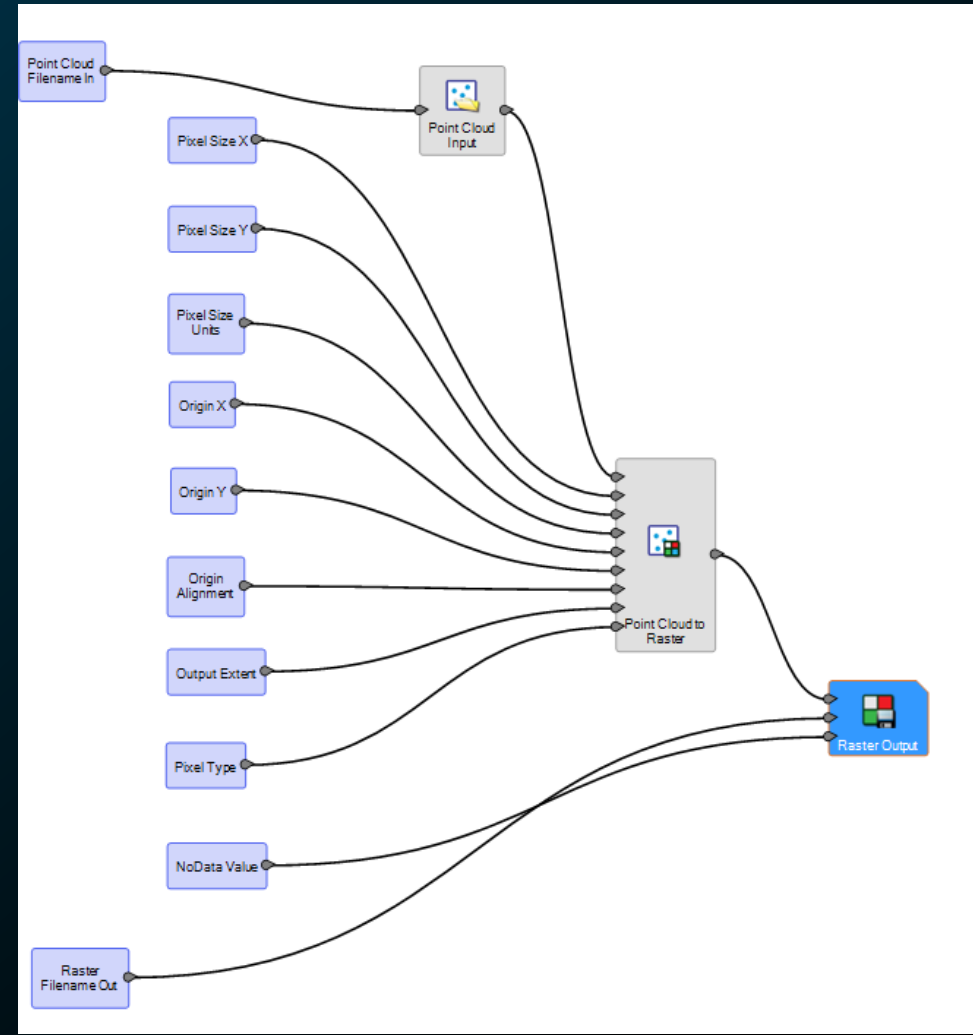 Point Cloud
Filename In
Point Cloud
Input
Pixel Size X
Pixel Size Y
Pixel Size
Units
Origin X
Origin Y
Origin
Alignment
Point Cloud to
Raster
Output Extent
Raster Output
Pixel Type
NoData Value
Raster
Filename Out